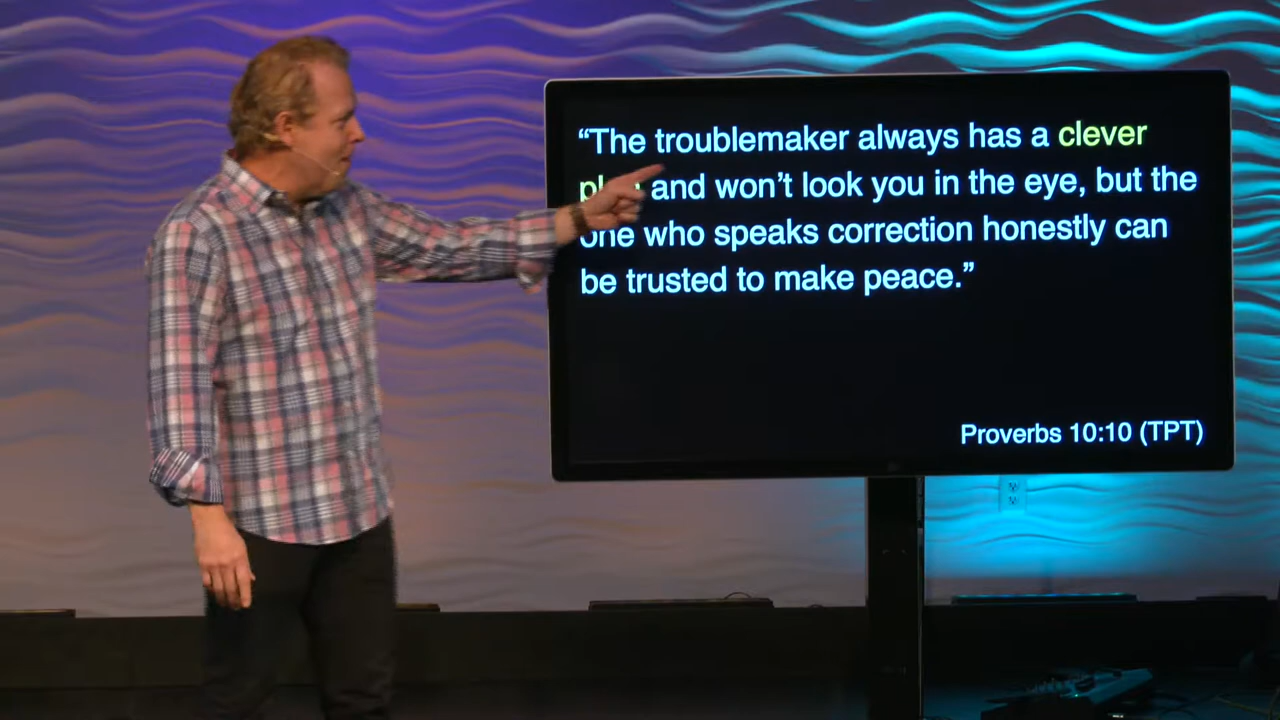 “The troublemaker always has a clever
and won’t look you in the eye, but the
one who speaks correction honestly can
be trusted to make peace.”
Proverbs 10:10 (TPT)